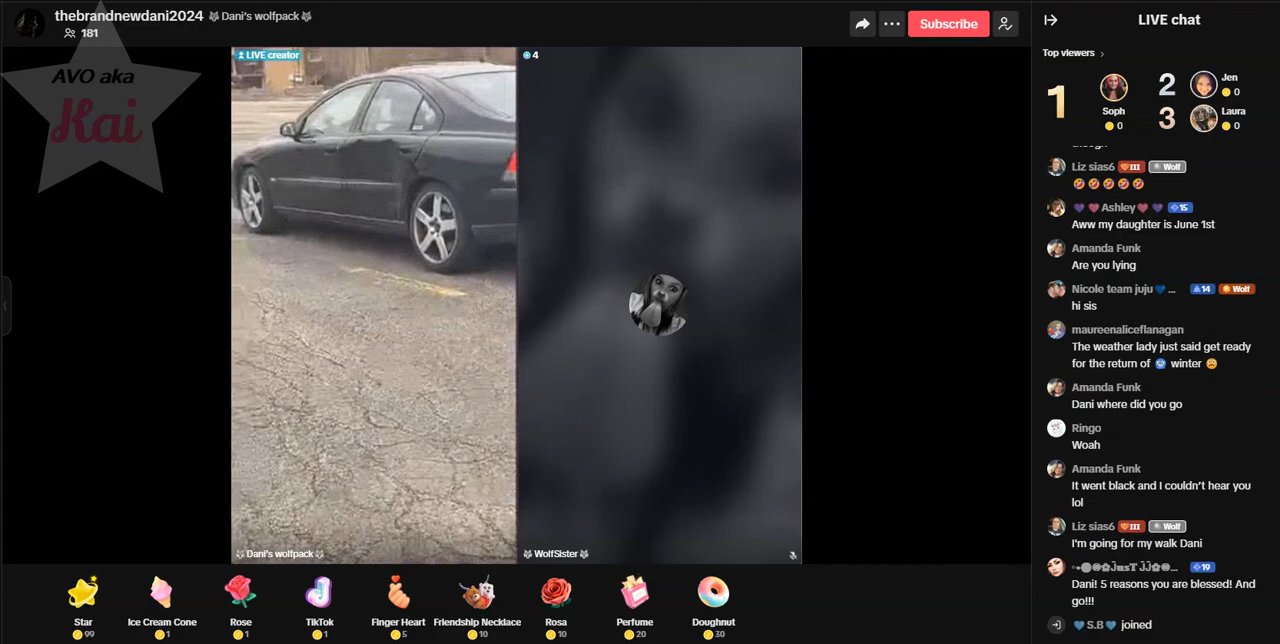 thebrandnewdani2024 🐺 Dani's wolfpack 🐺
181
Subscribe
AVO aka
Kai
LIVE creator
4
🐺 Dani's wolfpack 🐺
🐺 WolfSister 🐺
Star
99
Ice Cream Cone
1
Rose
1
TikTok
1
Finger Heart
5
Friendship Necklace
10
Rosa
10
Perfume
20
Doughnut
30
LIVE chat
Top viewers >
1
Soph
0
2
Jen
0
3
Laura
0
Liz sias6 III Wolf
🤣🤣🤣🤣🤣
💜❤️Ashley❤️💜 15
Aww my daughter is June 1st
Amanda Funk
Are you lying
Nicole team juju💙... 14 Wolf
hi sis
maureenaliceflanagan
The weather lady just said get ready
for the return of 🥶 winter 😩
Amanda Funk
Dani where did you go
Ringo
Woah
Amanda Funk
It went black and I couldn't hear you
lol
Liz sias6 III Wolf
I'm going for my walk Dani
19
Dani! 5 reasons you are blessed! And
go!!!
💙S.B💙 joined